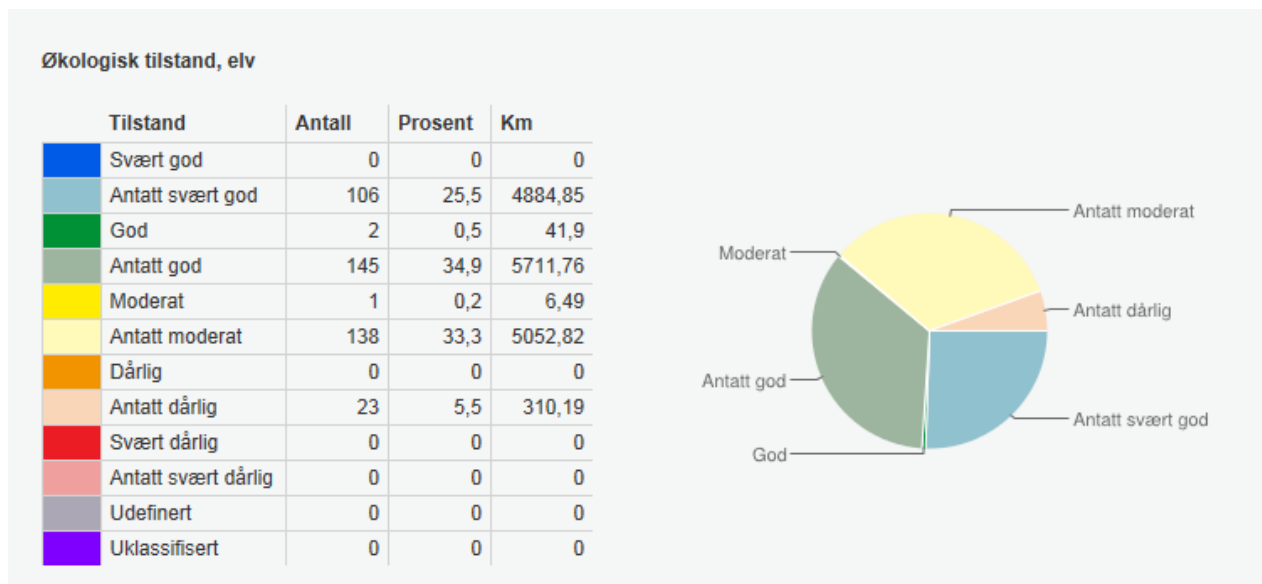 Økologisk tilstand, elv
Tilstand Antall Prosent Km
Svært god 0 0 0
Antatt svært god 106 25,5 4884,85
God 2 0,5 41,9
Antatt god 145 34,9 5711,76
Moderat 1 0,2 6,49
Antatt moderat 138 33,3 5052,82
Dårlig 0 0 0
Antatt dårlig 23 5,5 310,19
Svært dårlig 0 0 0
Antatt svært dårlig 0 0 0
Udefinert 0 0 0
Uklassifisert 0 0 0
Antatt moderat
Moderat
Antatt dårlig
Antatt god
Antatt svært god
God